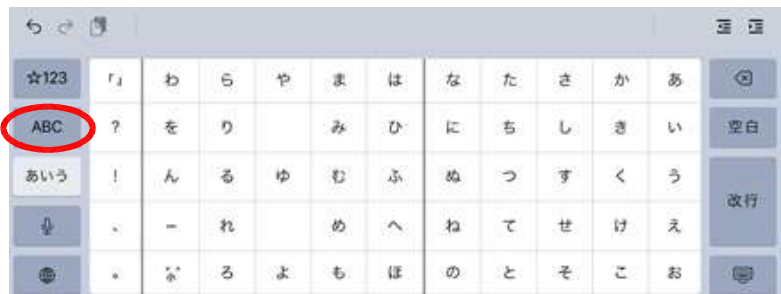 ☆123 「」 わ ら や ま は な た さ か あ
ABC ? を り み ひ に ち し き い 空白
あいう ! ん る ゆ む ふ ぬ つ す く う 改行
、 ー れ め へ ね て せ け え
。 ろ よ も ほ の と そ こ お